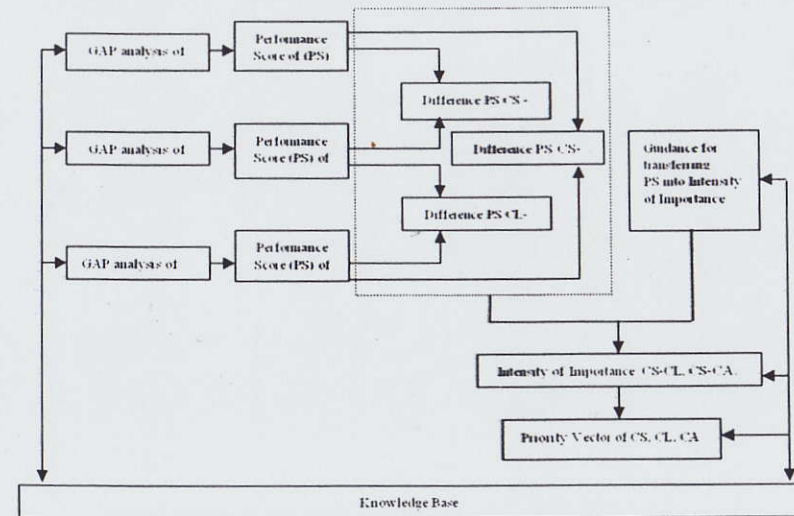 GAP analysis of
Performance
Score of (PS)
Difference PS CS -
GAP analysis of
Performance
Score (PS) of
Difference PS CS-
Guidance for
transferring
PS into Intensity
of Importance
Difference PS CL-
GAP analysis of
Performance
Score (PS) of
Intensity of Importance CS-CL, CS-CA,
Priority Vector of CS, CL, CA
Knowledge Base